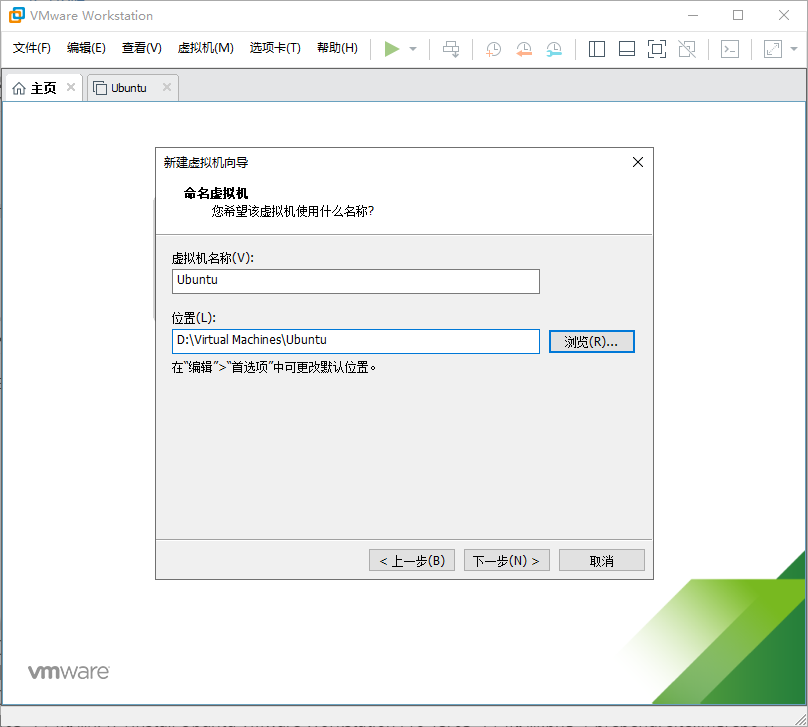 VMware Workstation
文件(F) 编辑(E) 查看(V) 虚拟机(M) 选项卡(T) 帮助(H)
主页 Ubuntu
新建虚拟机向导
命名虚拟机
您希望该虚拟机使用什么名称?
虚拟机名称(V):
Ubuntu
位置(L):
D:\Virtual Machines\Ubuntu
浏览(R)...
在“编辑”>“首选项”中可更改默认位置。
< 上一步(B) 下一步(N) > 取消
vmware